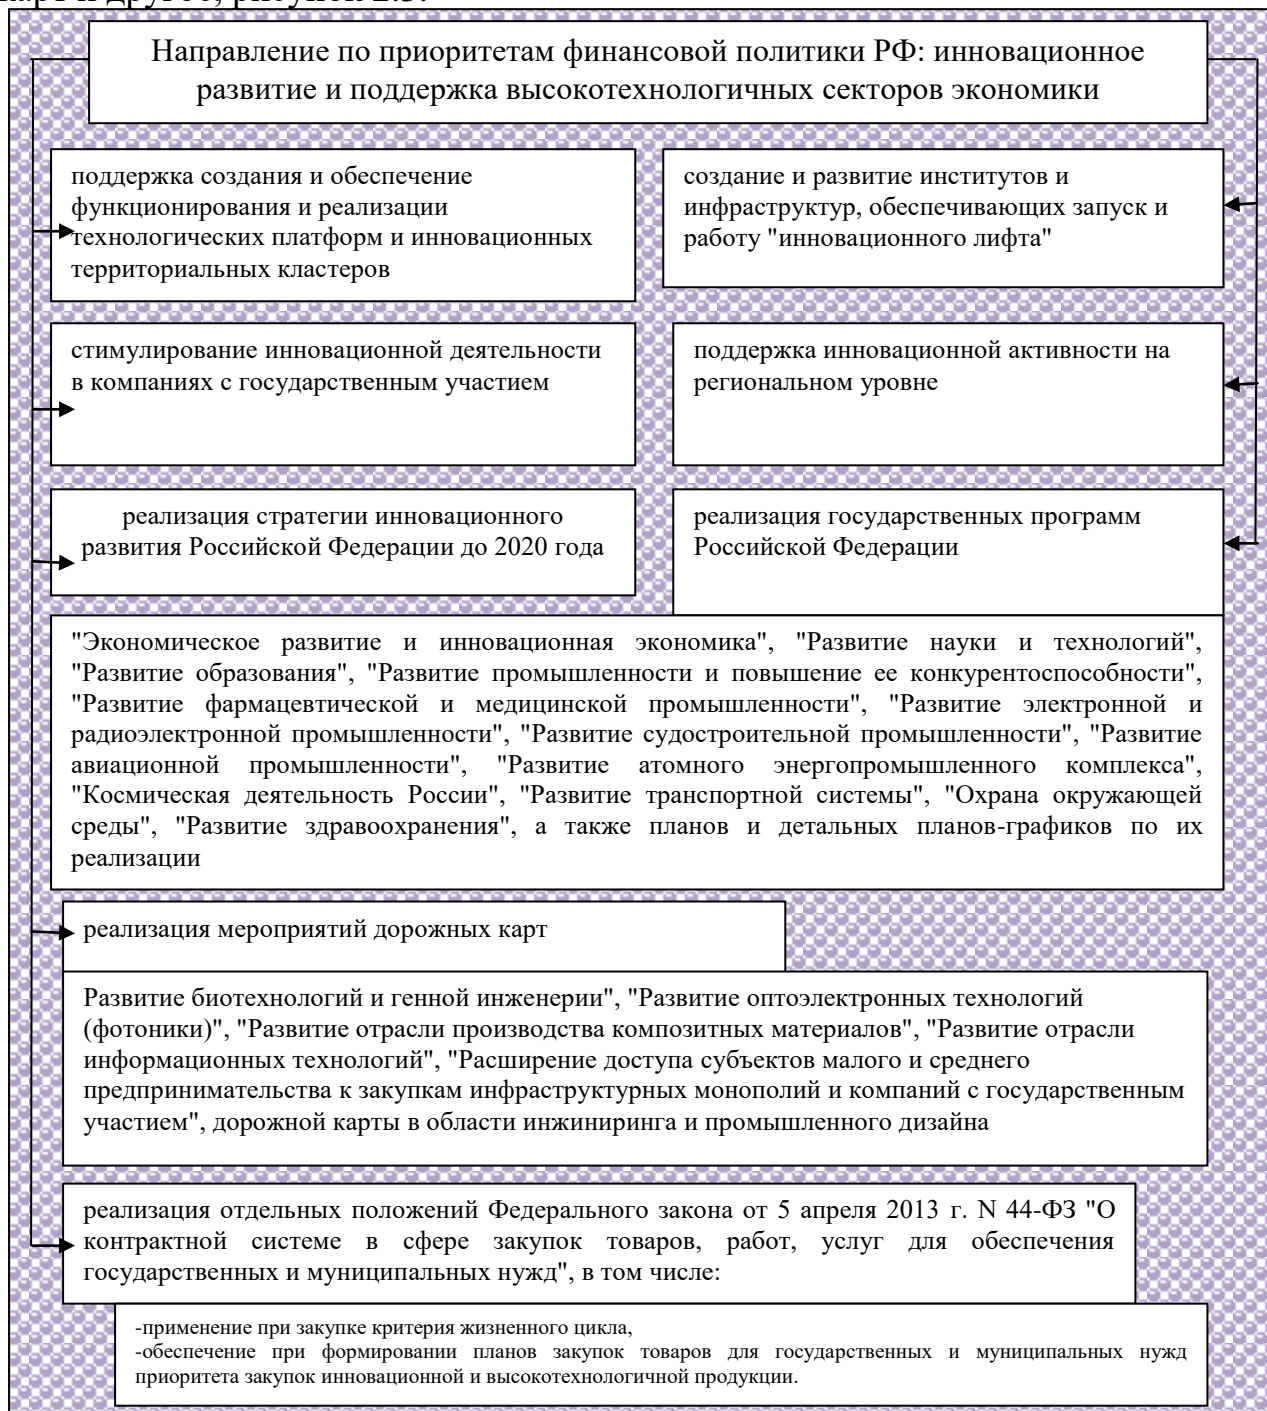 карт и другое, рисунок 2.3.
Направление по приоритетам финансовой политики РФ: инновационное
развитие и поддержка высокотехнологичных секторов экономики
поддержка создания и обеспечение
функционирования и реализации
технологических платформ и инновационных
территориальных кластеров
создание и развитие институтов и
инфраструктур, обеспечивающих запуск и
работу "инновационного лифта"
стимулирование инновационной деятельности
в компаниях с государственным участием
поддержка инновационной активности на
региональном уровне
реализация стратегии инновационного
развития Российской Федерации до 2020 года
реализация государственных программ
Российской Федерации
"Экономическое развитие и инновационная экономика", "Развитие науки и технологий",
"Развитие образования", "Развитие промышленности и повышение ее конкурентоспособности",
"Развитие фармацевтической и медицинской промышленности", "Развитие электронной и
радиоэлектронной промышленности", "Развитие судостроительной промышленности", "Развитие
авиационной промышленности", "Развитие атомного энергопромышленного комплекса",
"Космическая деятельность России", "Развитие транспортной системы", "Охрана окружающей
среды", "Развитие здравоохранения", а также планов и детальных планов-графиков по их
реализации
реализация мероприятий дорожных карт
Развитие биотехнологий и генной инженерии", "Развитие оптоэлектронных технологий
(фотоники)", "Развитие отрасли производства композитных материалов", "Развитие отрасли
информационных технологий", "Расширение доступа субъектов малого и среднего
предпринимательства к закупкам инфраструктурных монополий и компаний с государственным
участием", дорожной карты в области инжиниринга и промышленного дизайна
реализация отдельных положений Федерального закона от 5 апреля 2013 г. N 44-ФЗ "О
контрактной системе в сфере закупок товаров, работ, услуг для обеспечения
государственных и муниципальных нужд", в том числе:
-применение при закупке критерия жизненного цикла,
-обеспечение при формировании планов закупок товаров для государственных и муниципальных нужд
приоритета закупок инновационной и высокотехнологичной продукции.